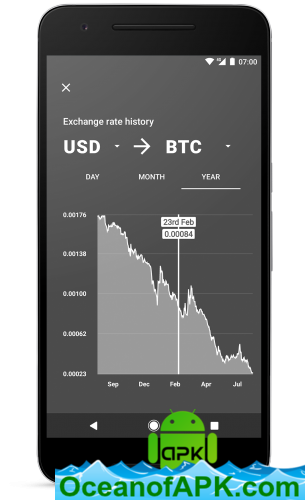 07:00
Exchange rate history
USD → BTC
DAY MONTH YEAR
0.00176
23rd Feb
0.00084
0.00138
0.00100
0.00062
0.00023
Sep Dec Feb Apr Jul
apk
OceanofAPK.com